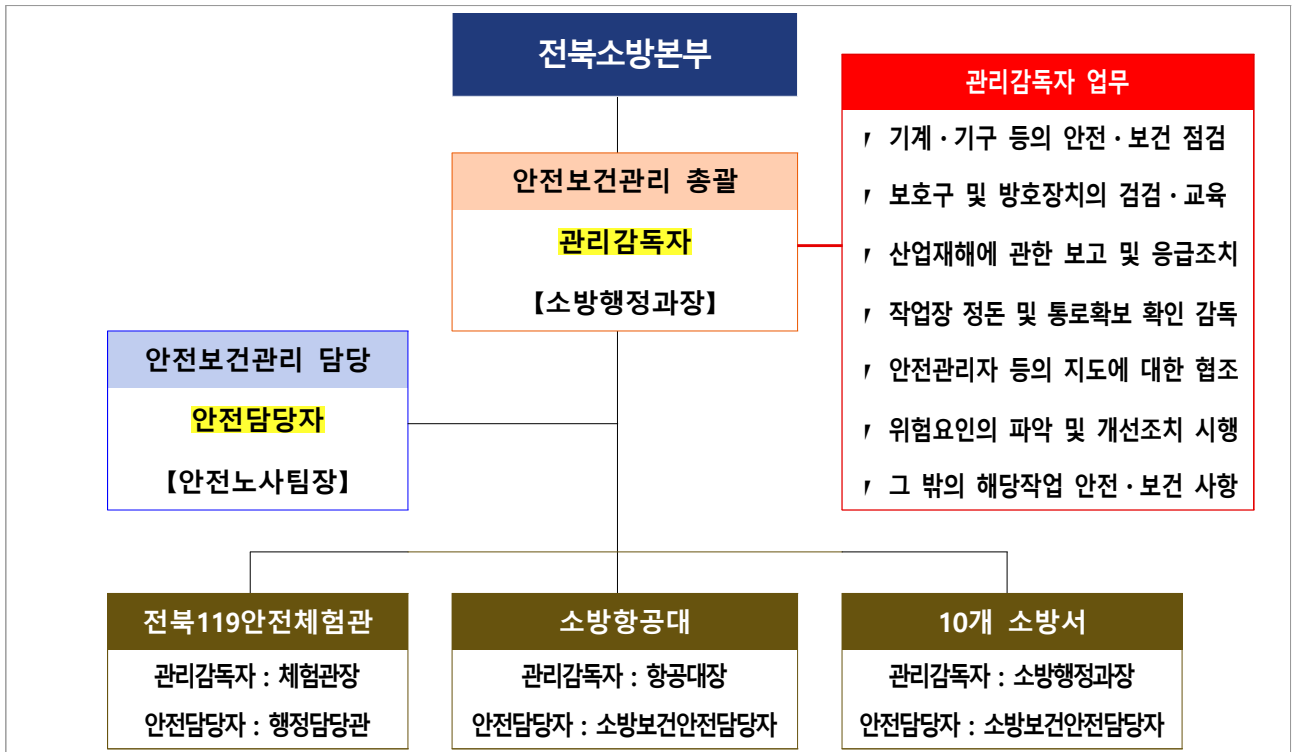 전북소방본부
안전보건관리 총괄
관리감독자
【소방행정과장】
관리감독자 업무
기계·기구 등의 안전·보건 점검
보호구 및 방호장치의 검검·교육
산업재해에 관한 보고 및 응급조치
작업장 정돈 및 통로확보 확인 감독
안전관리자 등의 지도에 대한 협조
위험요인의 파악 및 개선조치 시행
그 밖의 해당작업 안전·보건 사항
안전보건관리 담당
안전담당자
【안전노사팀장】
전북119안전체험관
관리감독자 : 체험관장
안전담당자 : 행정담당관
소방항공대
관리감독자 : 항공대장
안전담당자 : 소방보건안전담당자
10개 소방서
관리감독자 : 소방행정과장
안전담당자 : 소방보건안전담당자